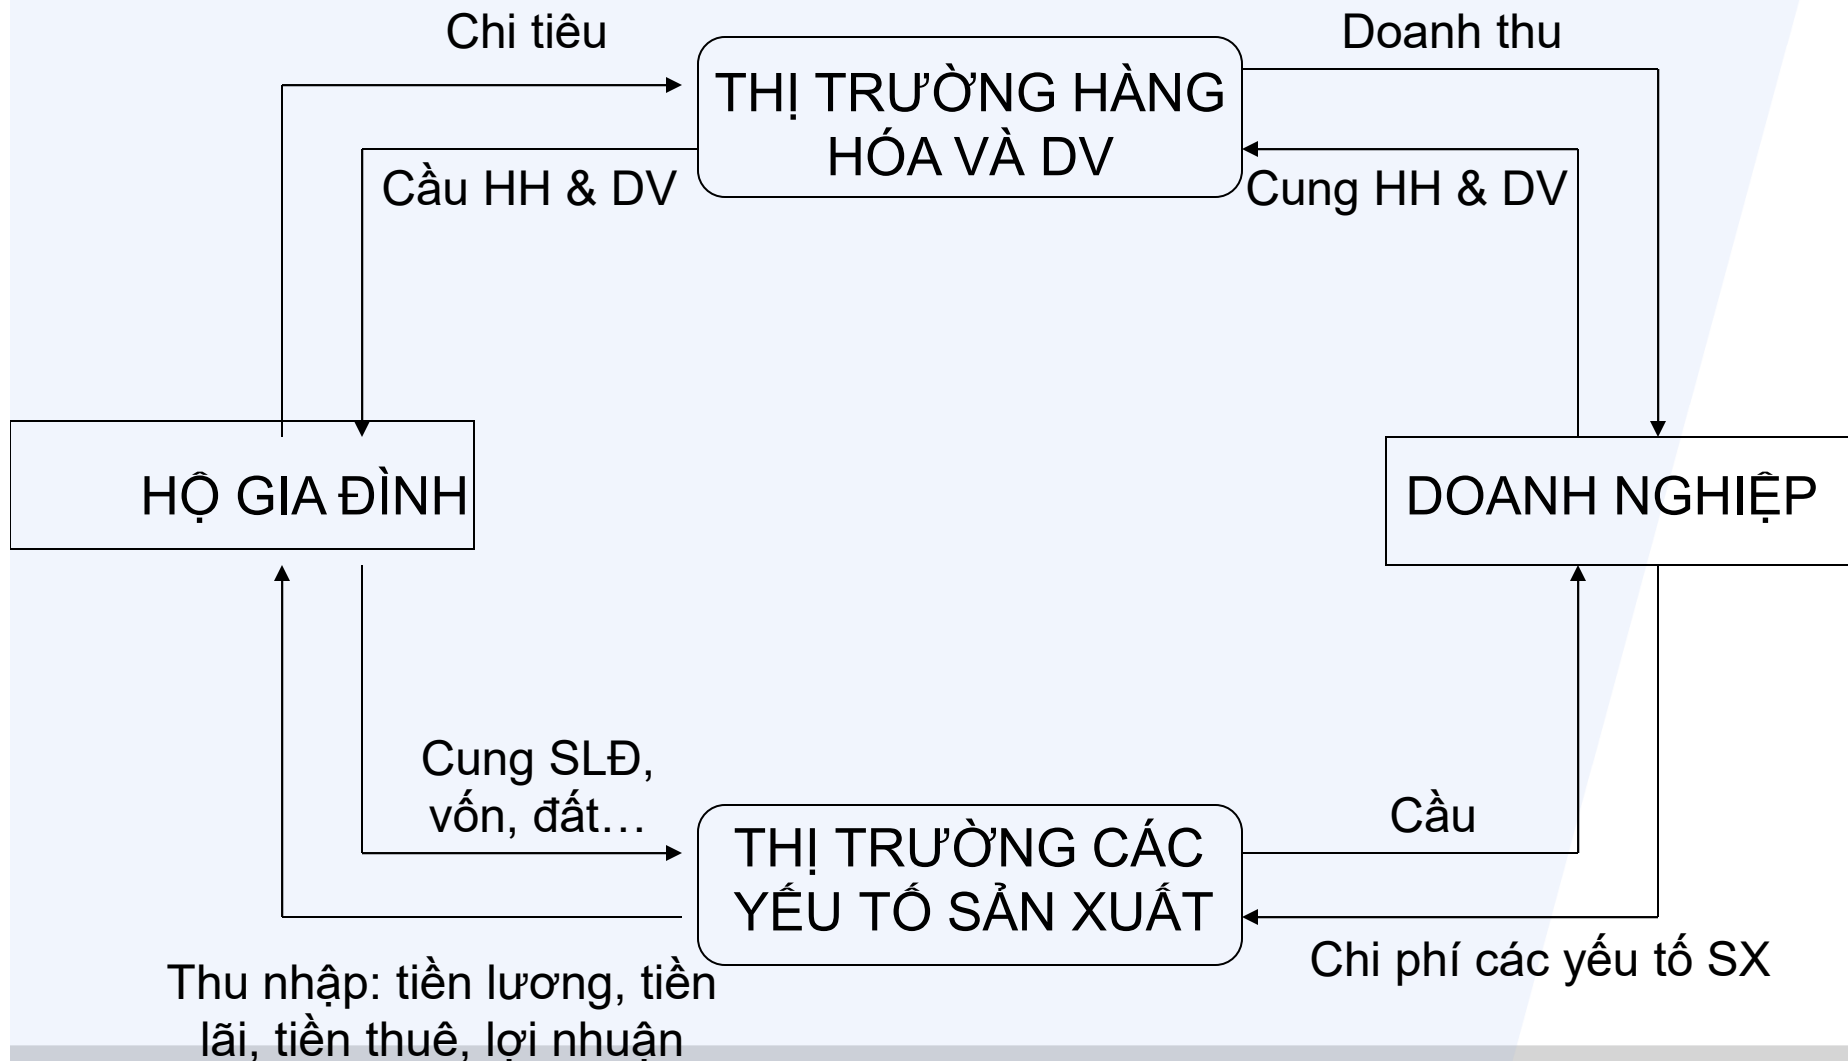 Chi tiêu
Doanh thu
THỊ TRƯỜNG HÀNG
HÓA VÀ DV
Cầu HH & DV
Cung HH & DV
HỘ GIA ĐÌNH
DOANH NGHIỆP
Cung SLĐ,
vốn, đất…
THỊ TRƯỜNG CÁC
YẾU TỐ SẢN XUẤT
Cầu
Chi phí các yếu tố SX
Thu nhập: tiền lương, tiền
lãi, tiền thuê, lợi nhuận